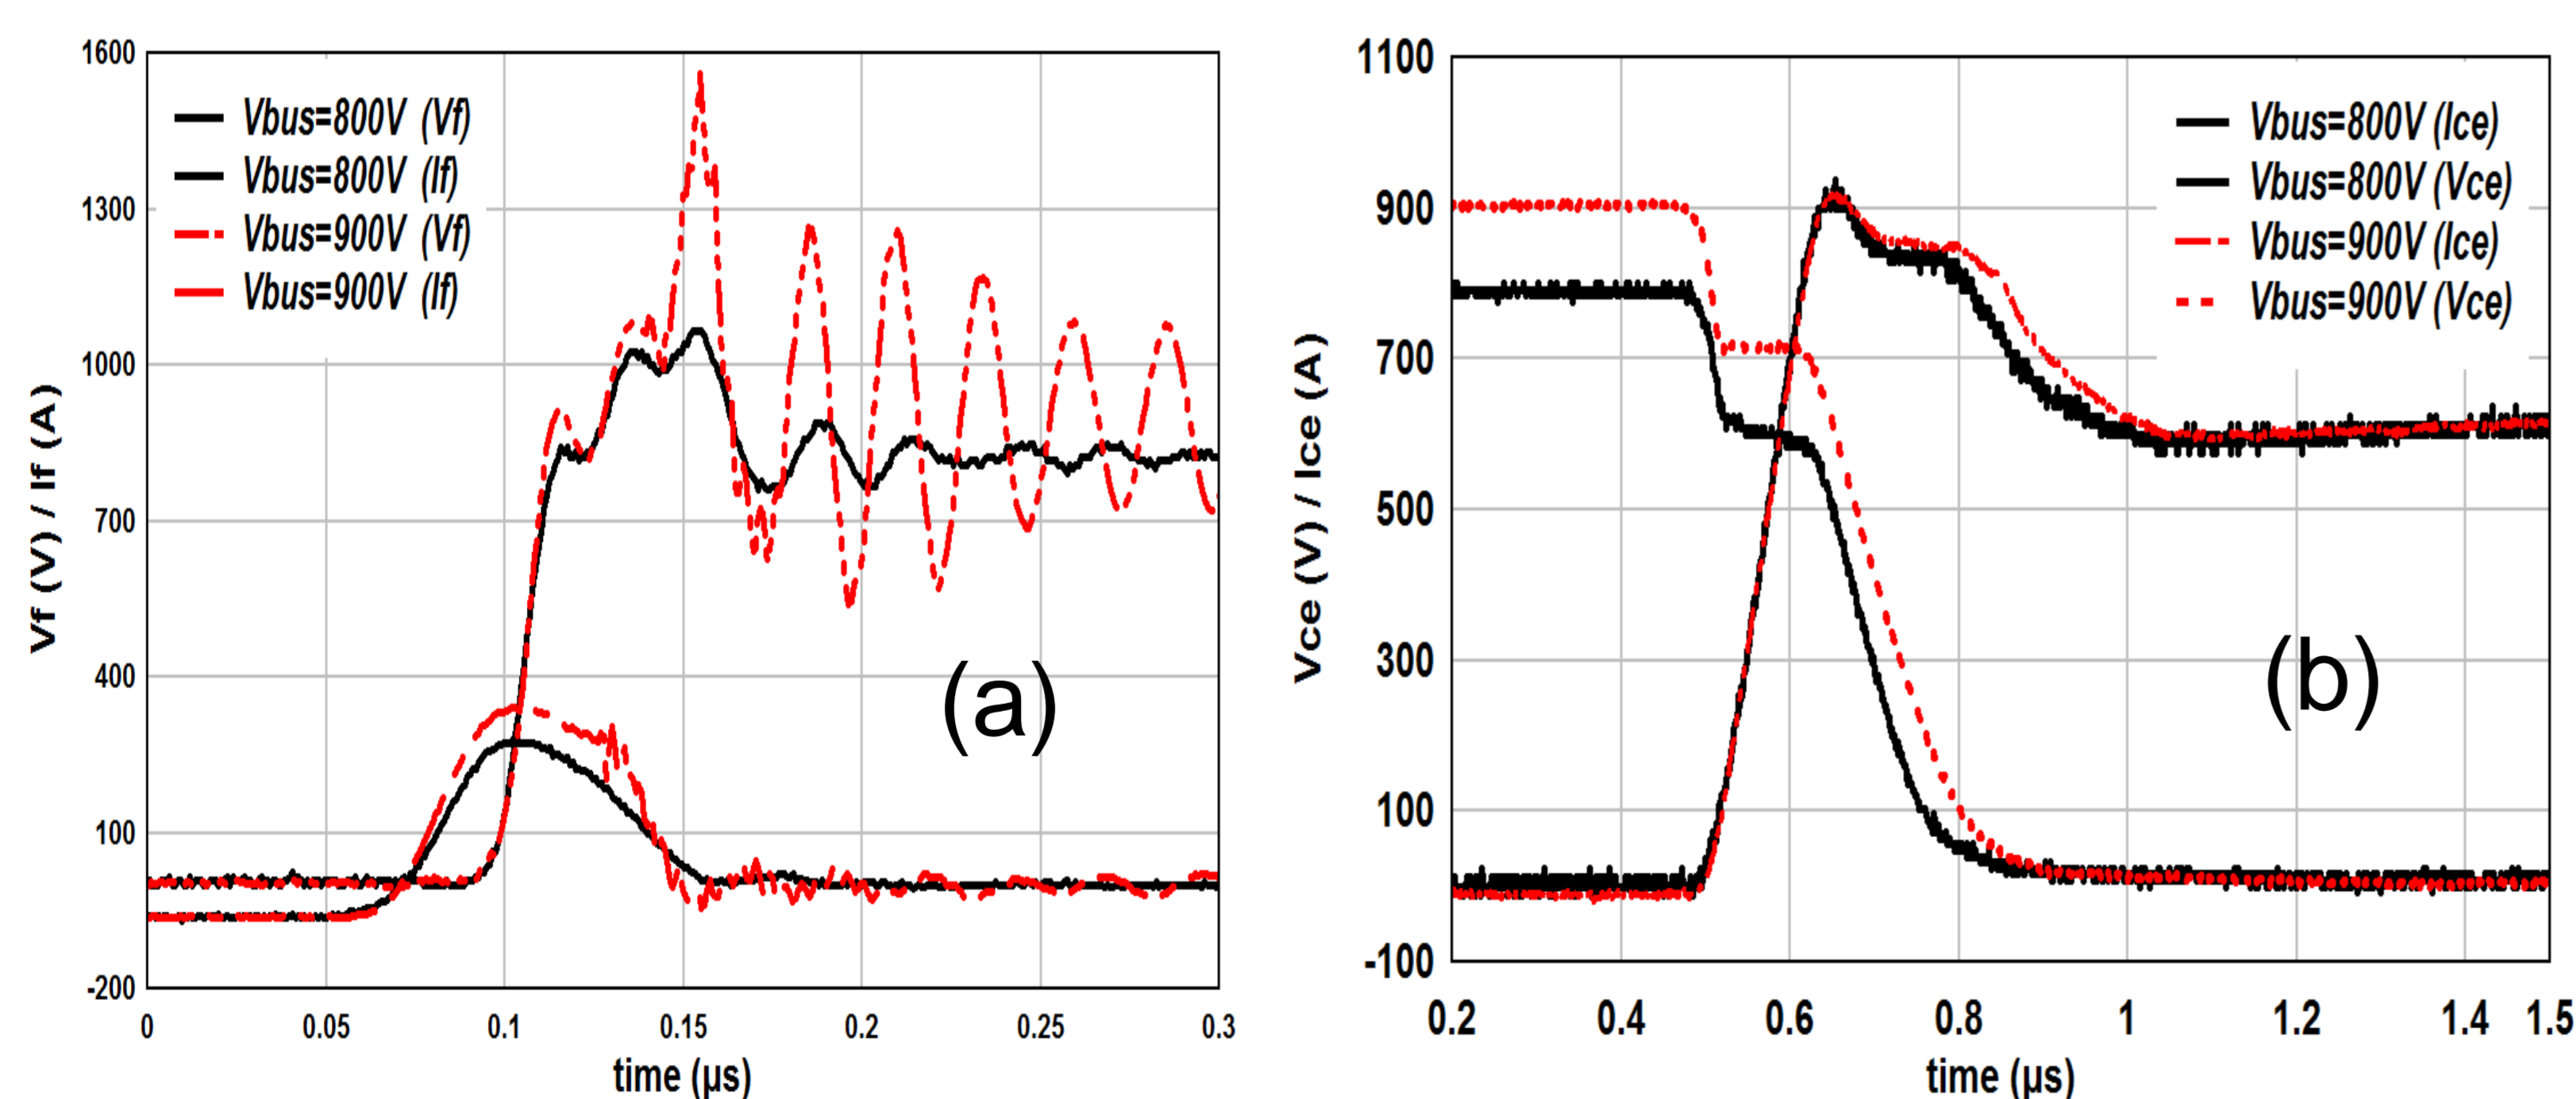 Vf (V) / If (A)
1600
1300
1000
700
400
100
-200
Vbus=800V (Vf)
Vbus=800V (If)
Vbus=900V (Vf)
Vbus=900V (If)
(a)
0 0.05 0.1 0.15 0.2 0.25 0.3
time (µs)
Vce (V) / Ice (A)
1100
900
700
500
300
100
-100
Vbus=800V (Ice)
Vbus=800V (Vce)
Vbus=900V (Ice)
Vbus=900V (Vce)
(b)
0.2 0.4 0.6 0.8 1 1.2 1.4 1.5
time (µs)